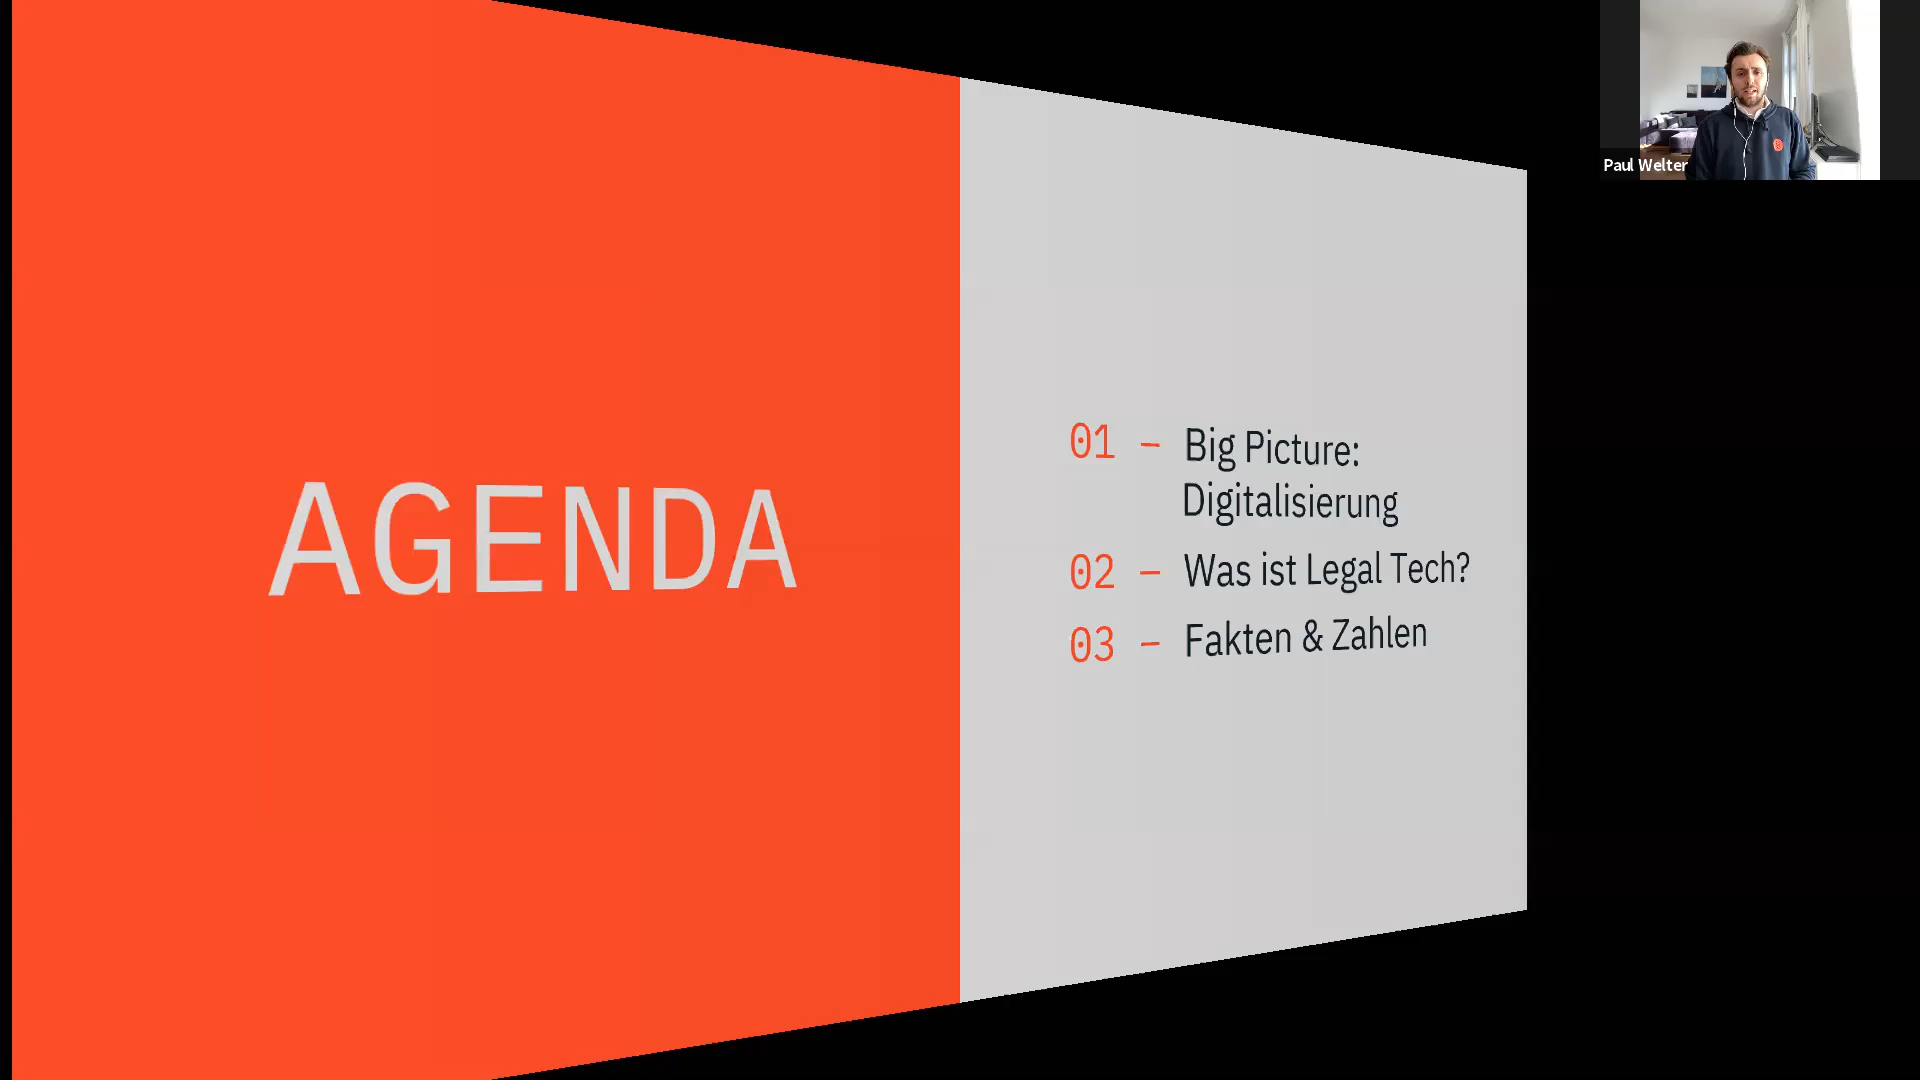 AGENDA
01 – Big Picture:
Digitalisierung
02 – Was ist Legal Tech?
03 – Fakten & Zahlen
Paul Welter